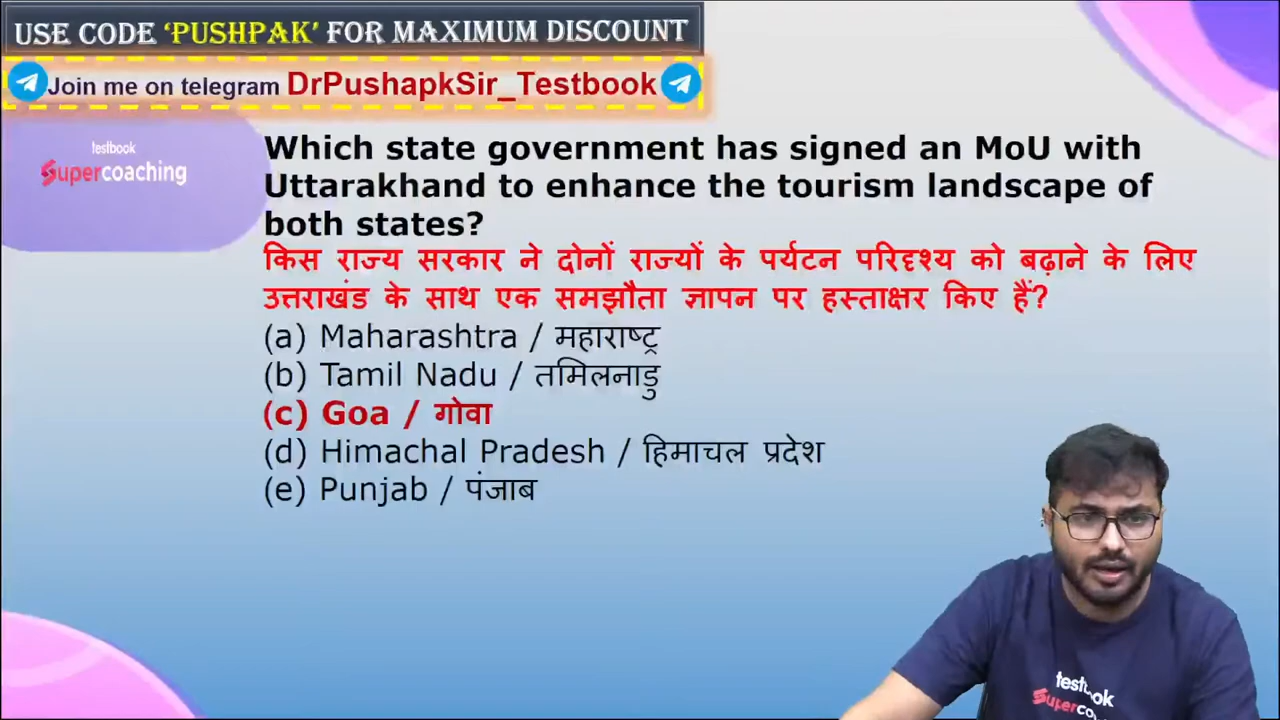 USE CODE ‘PUSHPAK’ FOR MAXIMUM DISCOUNT
Join me on telegram DrPushapkSir_Testbook
testbook
Supercoaching
Which state government has signed an MoU with
Uttarakhand to enhance the tourism landscape of
both states?
किस राज्य सरकार ने दोनों राज्यों के पर्यटन परिदृश्य को बढ़ाने के लिए
उत्तराखंड के साथ एक समझौता ज्ञापन पर हस्ताक्षर किए हैं?
(a) Maharashtra / महाराष्ट्र
(b) Tamil Nadu / तमिलनाडु
(c) Goa / गोवा
(d) Himachal Pradesh / हिमाचल प्रदेश
(e) Punjab / पंजाब
testbook